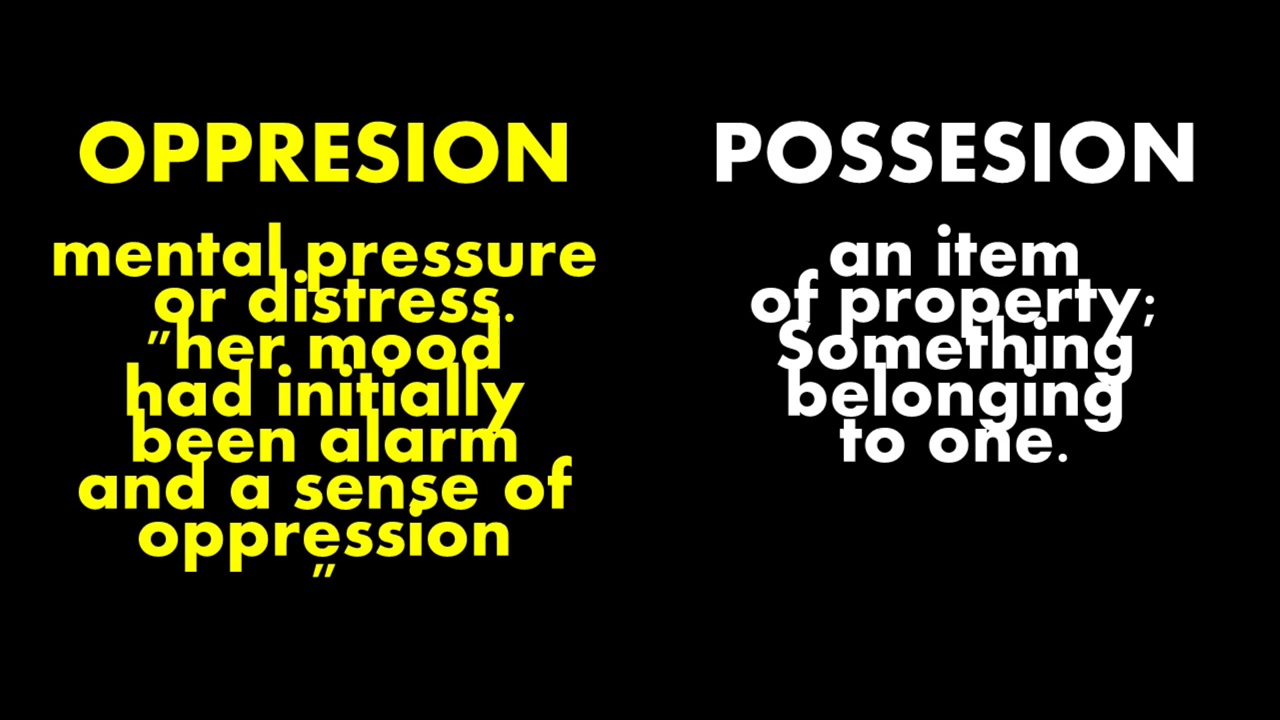 OPPRESION
mental pressure
or distress.
"her mood
had initially
been alarm
and a sense of
oppression
"
POSSESION
an item
of property;
Something
belonging
to one.